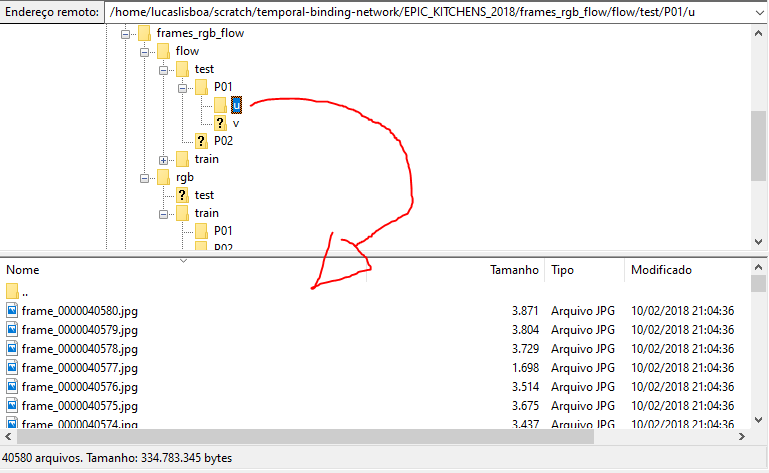 Endereço remoto: /home/lucaslisboa/scratch/temporal-binding-network/EPIC_KITCHENS_2018/frames_rgb_flow/flow/test/P01/u
frames_rgb_flow
flow
test
P01
u
? v
? P02
train
rgb
? test
train
P01
P02
Nome Tamanho Tipo Modificado
..
frame_0000040580.jpg 3.871 Arquivo JPG 10/02/2018 21:04:36
frame_0000040579.jpg 3.804 Arquivo JPG 10/02/2018 21:04:36
frame_0000040578.jpg 3.729 Arquivo JPG 10/02/2018 21:04:36
frame_0000040577.jpg 1.698 Arquivo JPG 10/02/2018 21:04:36
frame_0000040576.jpg 3.514 Arquivo JPG 10/02/2018 21:04:36
frame_0000040575.jpg 3.675 Arquivo JPG 10/02/2018 21:04:36
frame_0000040574.jpg 3.437 Arquivo JPG 10/02/2018 21:04:36
40580 arquivos. Tamanho: 334.783.345 bytes